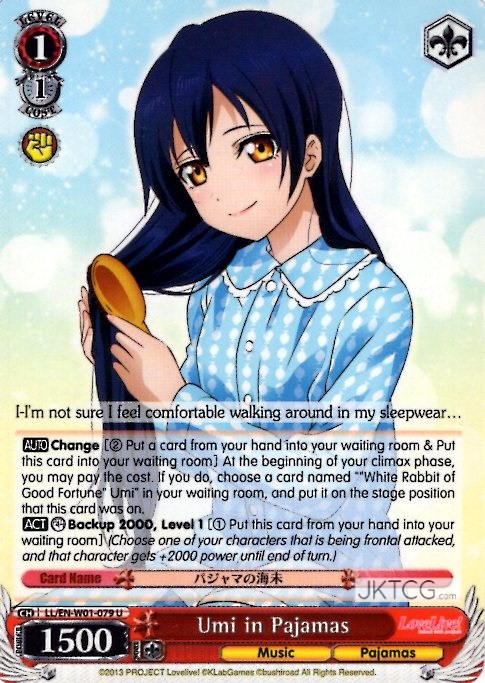 LEVEL
1
1
COST
I-I'm not sure I feel comfortable walking around in my sleepwear...
AUTO Change [② Put a card from your hand into your waiting room & Put
this card into your waiting room] At the beginning of your climax phase,
you may pay the cost. If you do, choose a card named ""White Rabbit of
Good Fortune" Umi" in your waiting room, and put it on the stage position
that this card was on.
ACT Backup 2000, Level 1 [① Put this card from your hand into your
waiting room] (Choose one of your characters that is being frontal attacked,
and that character gets +2000 power until end of turn.)
Card Name パジャマの海未
JKTCG.com
CH LL/EN-W01-079 U
POWER 1500
Umi in Pajamas
LoveLive!
Music Pajamas
©2013 PROJECT Lovelive! ©KLabGames ©bushiroad All Rights Reserved.